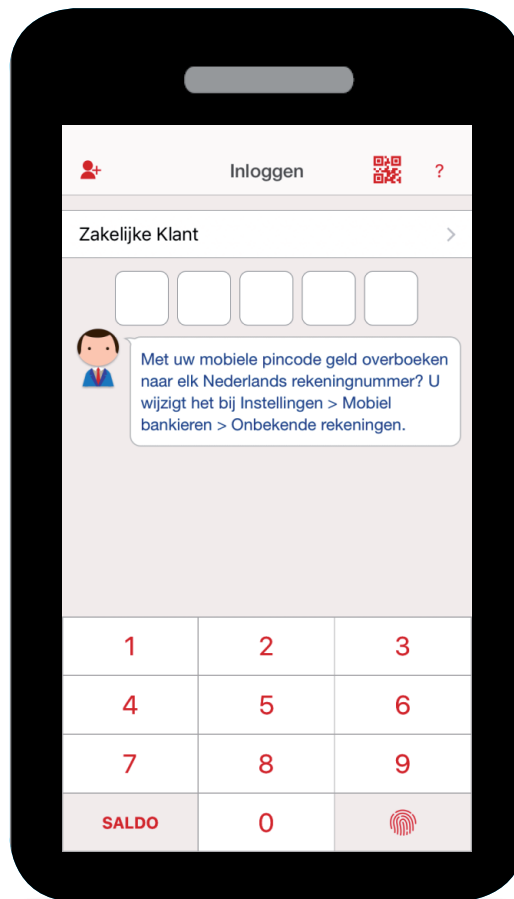 Inloggen
?
Zakelijke Klant
Met uw mobiele pincode geld overboeken
naar elk Nederlands rekeningnummer? U
wijzigt het bij Instellingen > Mobiel
bankieren > Onbekende rekeningen.
1 2 3
4 5 6
7 8 9
SALDO 0